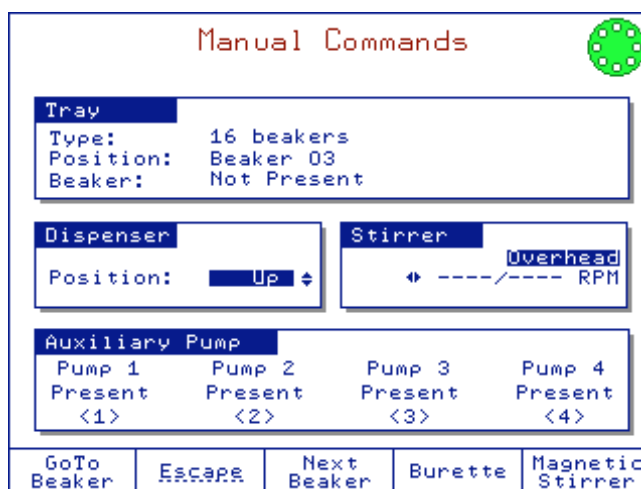 Manual Commands
Tray
Type: 16 beakers
Position: Beaker 03
Beaker: Not Present
Dispenser
Position: Up
Stirrer
Overhead
----/---- RPM
Auxiliary Pump
Pump 1 Pump 2 Pump 3 Pump 4
Present Present Present Present
<1> <2> <3> <4>
GoTo Beaker
Escape
Next Beaker
Burette
Magnetic Stirrer